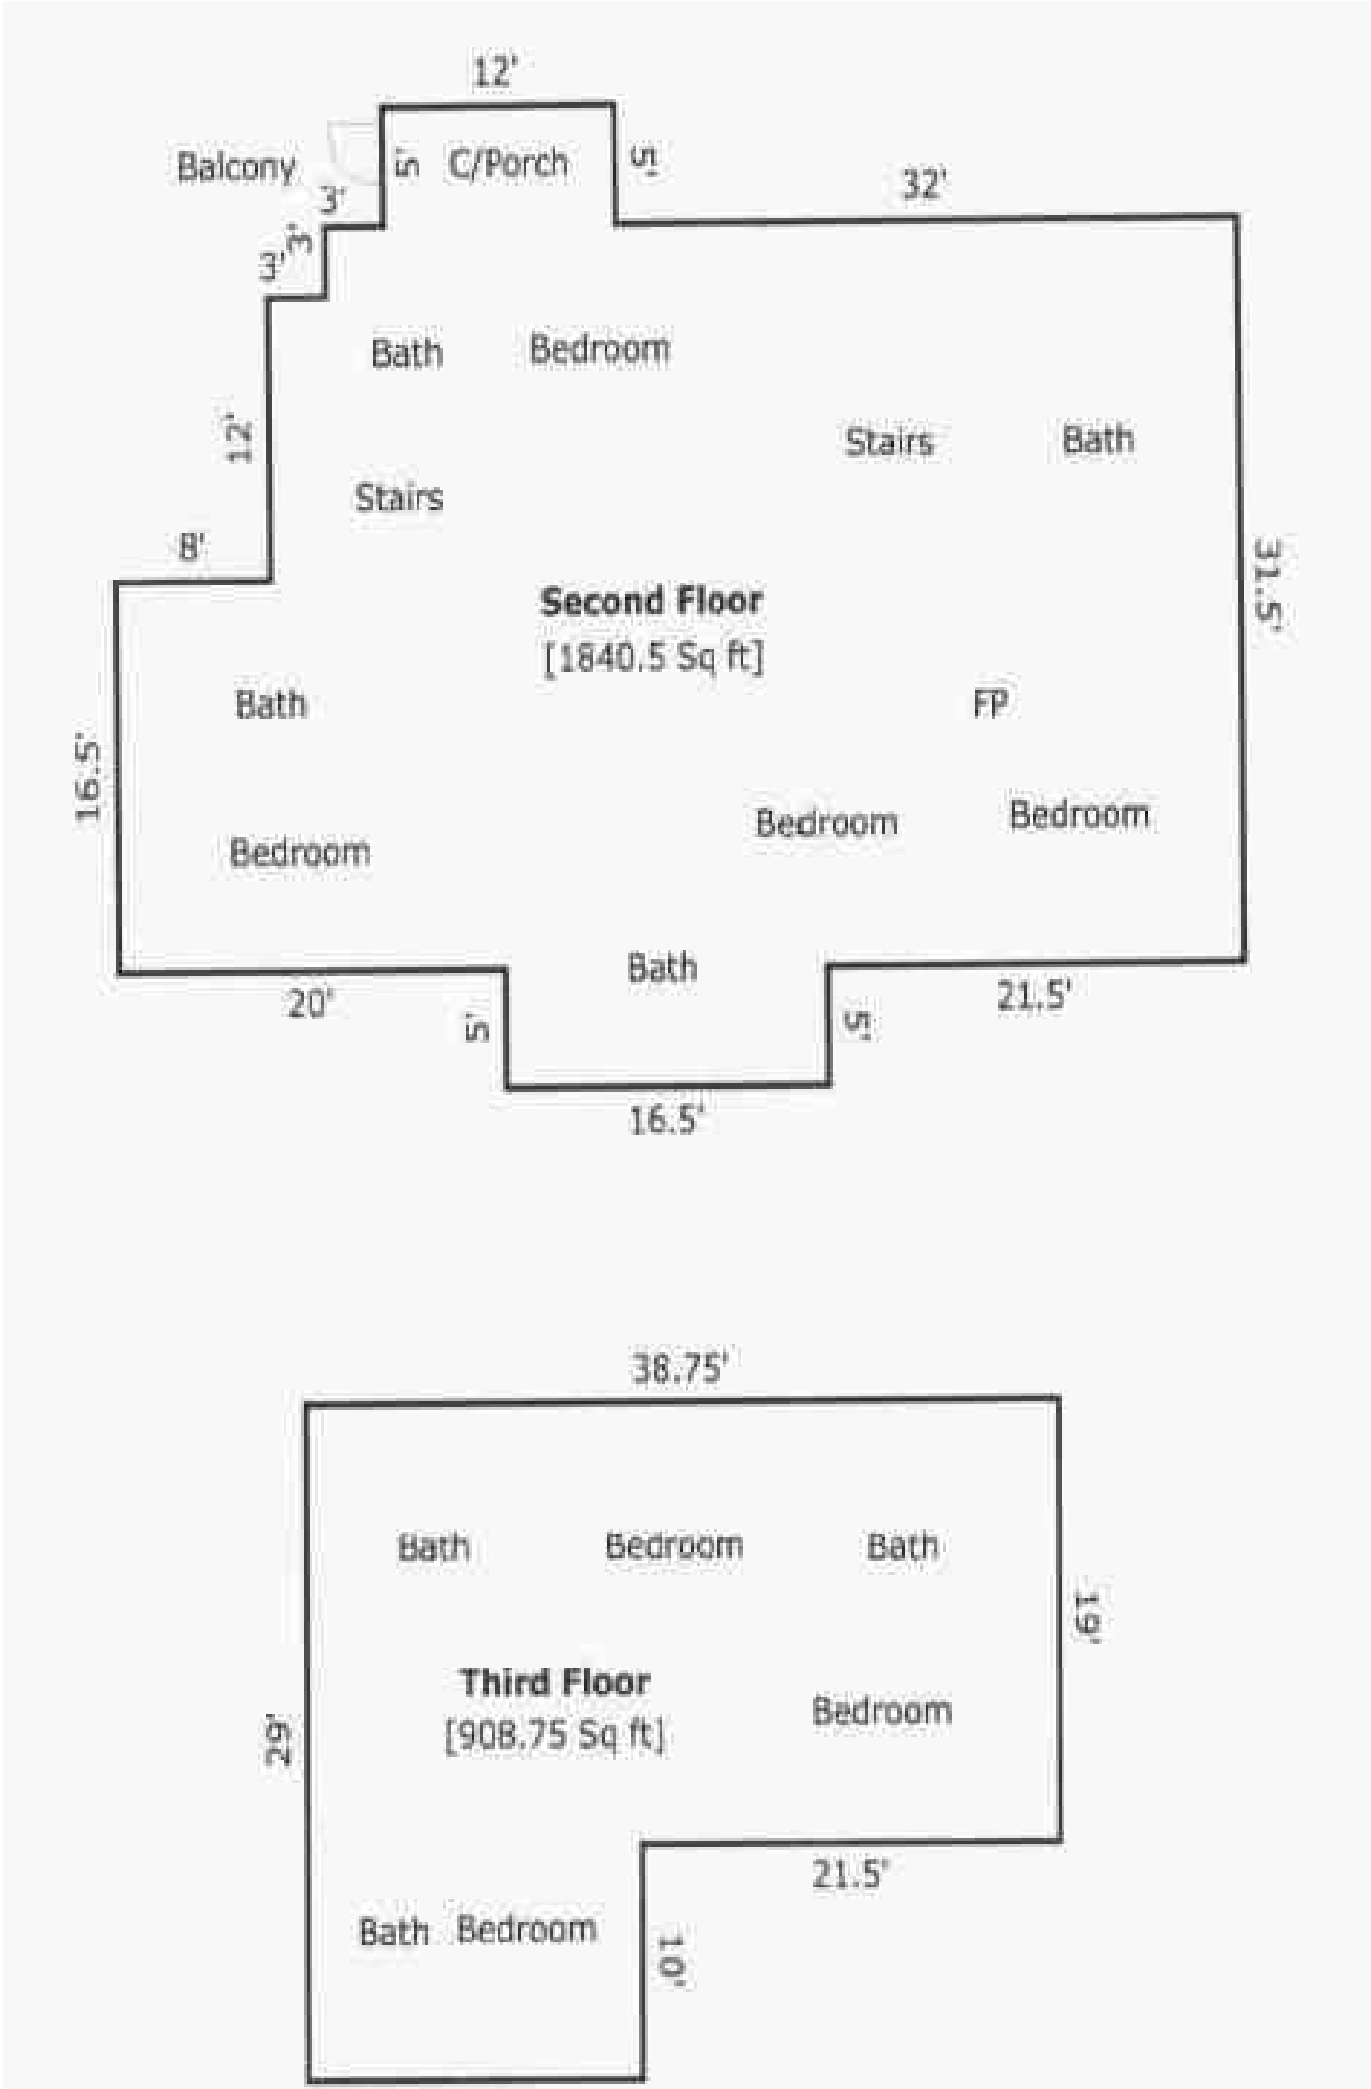 12'
Balcony
5'
C/Porch
5'
3'
32'
3'
3'
Bath
Bedroom
12'
Stairs
Bath
Stairs
8'
31.5'
Second Floor
[1840.5 Sq ft]
Bath
FP
16.5'
Bedroom
Bedroom
Bedroom
Bath
20'
21.5'
5'
5'
16.5'
38.75'
Bath
Bedroom
Bath
19'
Third Floor
[908.75 Sq ft]
Bedroom
29'
21.5'
Bath
Bedroom
10'